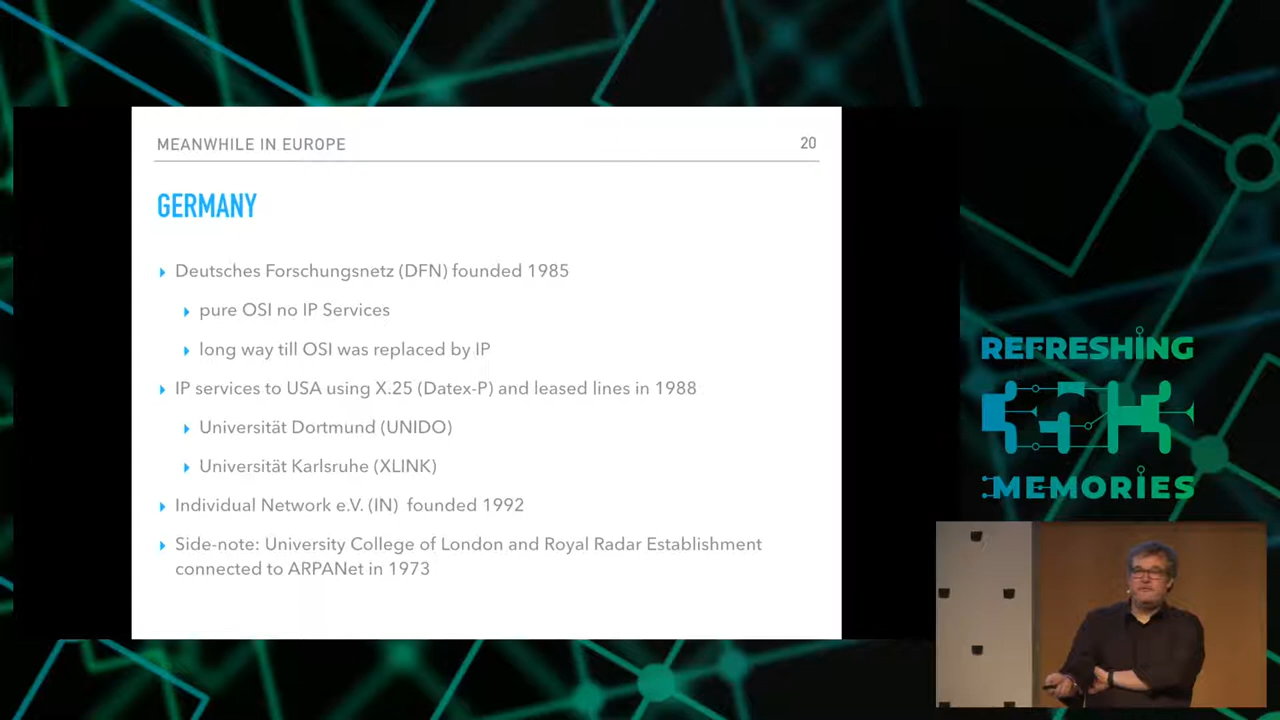 MEANWHILE IN EUROPE
20
GERMANY
Deutsches Forschungsnetz (DFN) founded 1985
pure OSI no IP Services
long way till OSI was replaced by IP
IP services to USA using X.25 (Datex-P) and leased lines in 1988
Universität Dortmund (UNIDO)
Universität Karlsruhe (XLINK)
Individual Network e.V. (IN) founded 1992
Side-note: University College of London and Royal Radar Establishment
connected to ARPANet in 1973
REFRESHING
MEMORIES